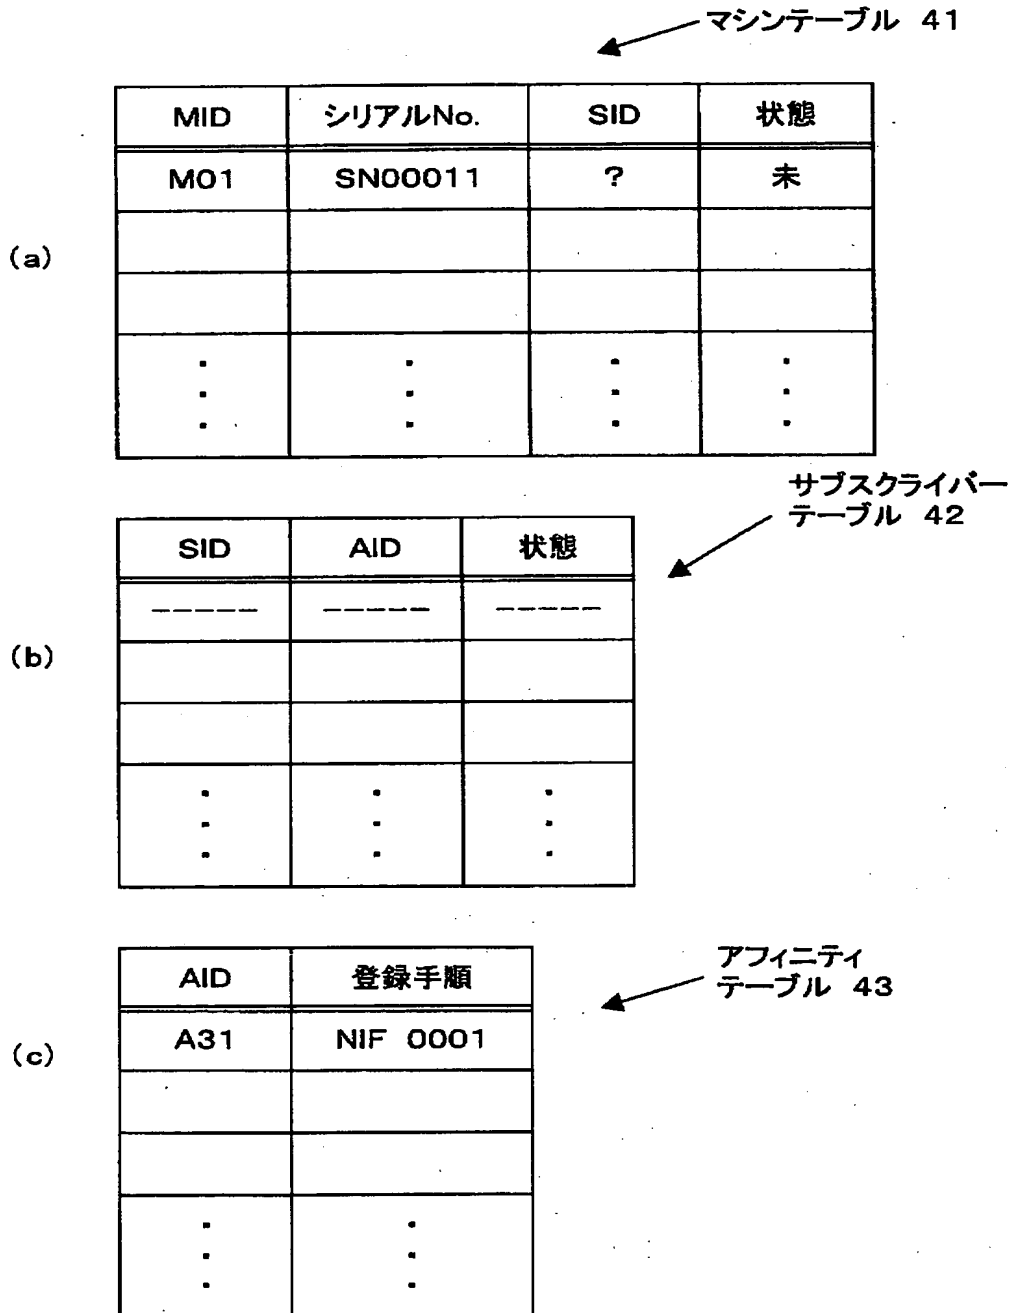 マシンテーブル 41
MID シリアルNo. SID 状態
M01 SN00011 ? 未
(a)
サブスクライバー
テーブル 42
SID AID 状態
----- ----- -----
(b)
アフィニティ
テーブル 43
AID 登録手順
A31 NIF 0001
(c)